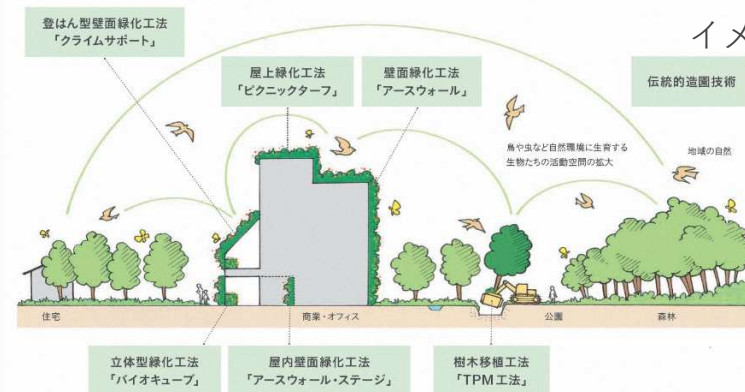 登はん型壁面緑化工法
「クライムサポート」
イメ
屋上緑化工法
「ピクニックターフ」
壁面緑化工法
「アースウォール」
伝統的造園技術
鳥や虫など自然環境に生育する
生物たちの活動空間の拡大
地域の自然
住宅
商業・オフィス
公園
森林
立体型緑化工法
「バイオキューブ」
屋内壁面緑化工法
「アースウォール・ステージ」
樹木移植工法
「TPM工法」